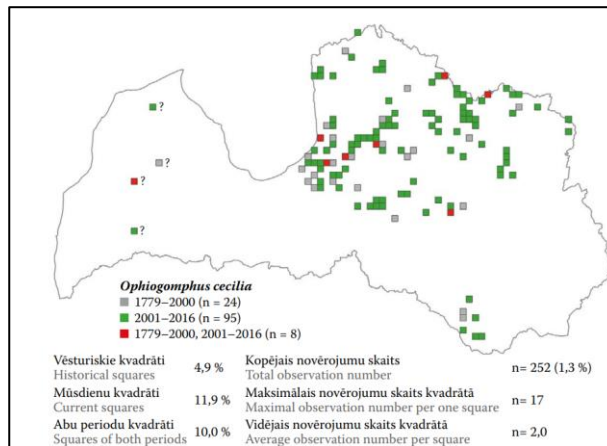 ?
?
?
?
Ophiogomphus cecilia
1779–2000 (n = 24)
2001–2016 (n = 95)
1779–2000, 2001–2016 (n = 8)
Vēsturiskie kvadrāti
Historical squares
4,9 %
Kopējais novērojumu skaits
Total observation number
n= 252 (1,3 %)
Mūsdienu kvadrāti
Current squares
11,9 %
Maksimālais novērojumu skaits kvadrātā
Maximal observation number per one square
n= 17
Abu periodu kvadrāti
Squares of both periods
10,0 %
Vidējais novērojumu skaits kvadrātā
Average observation number per square
n= 2,0